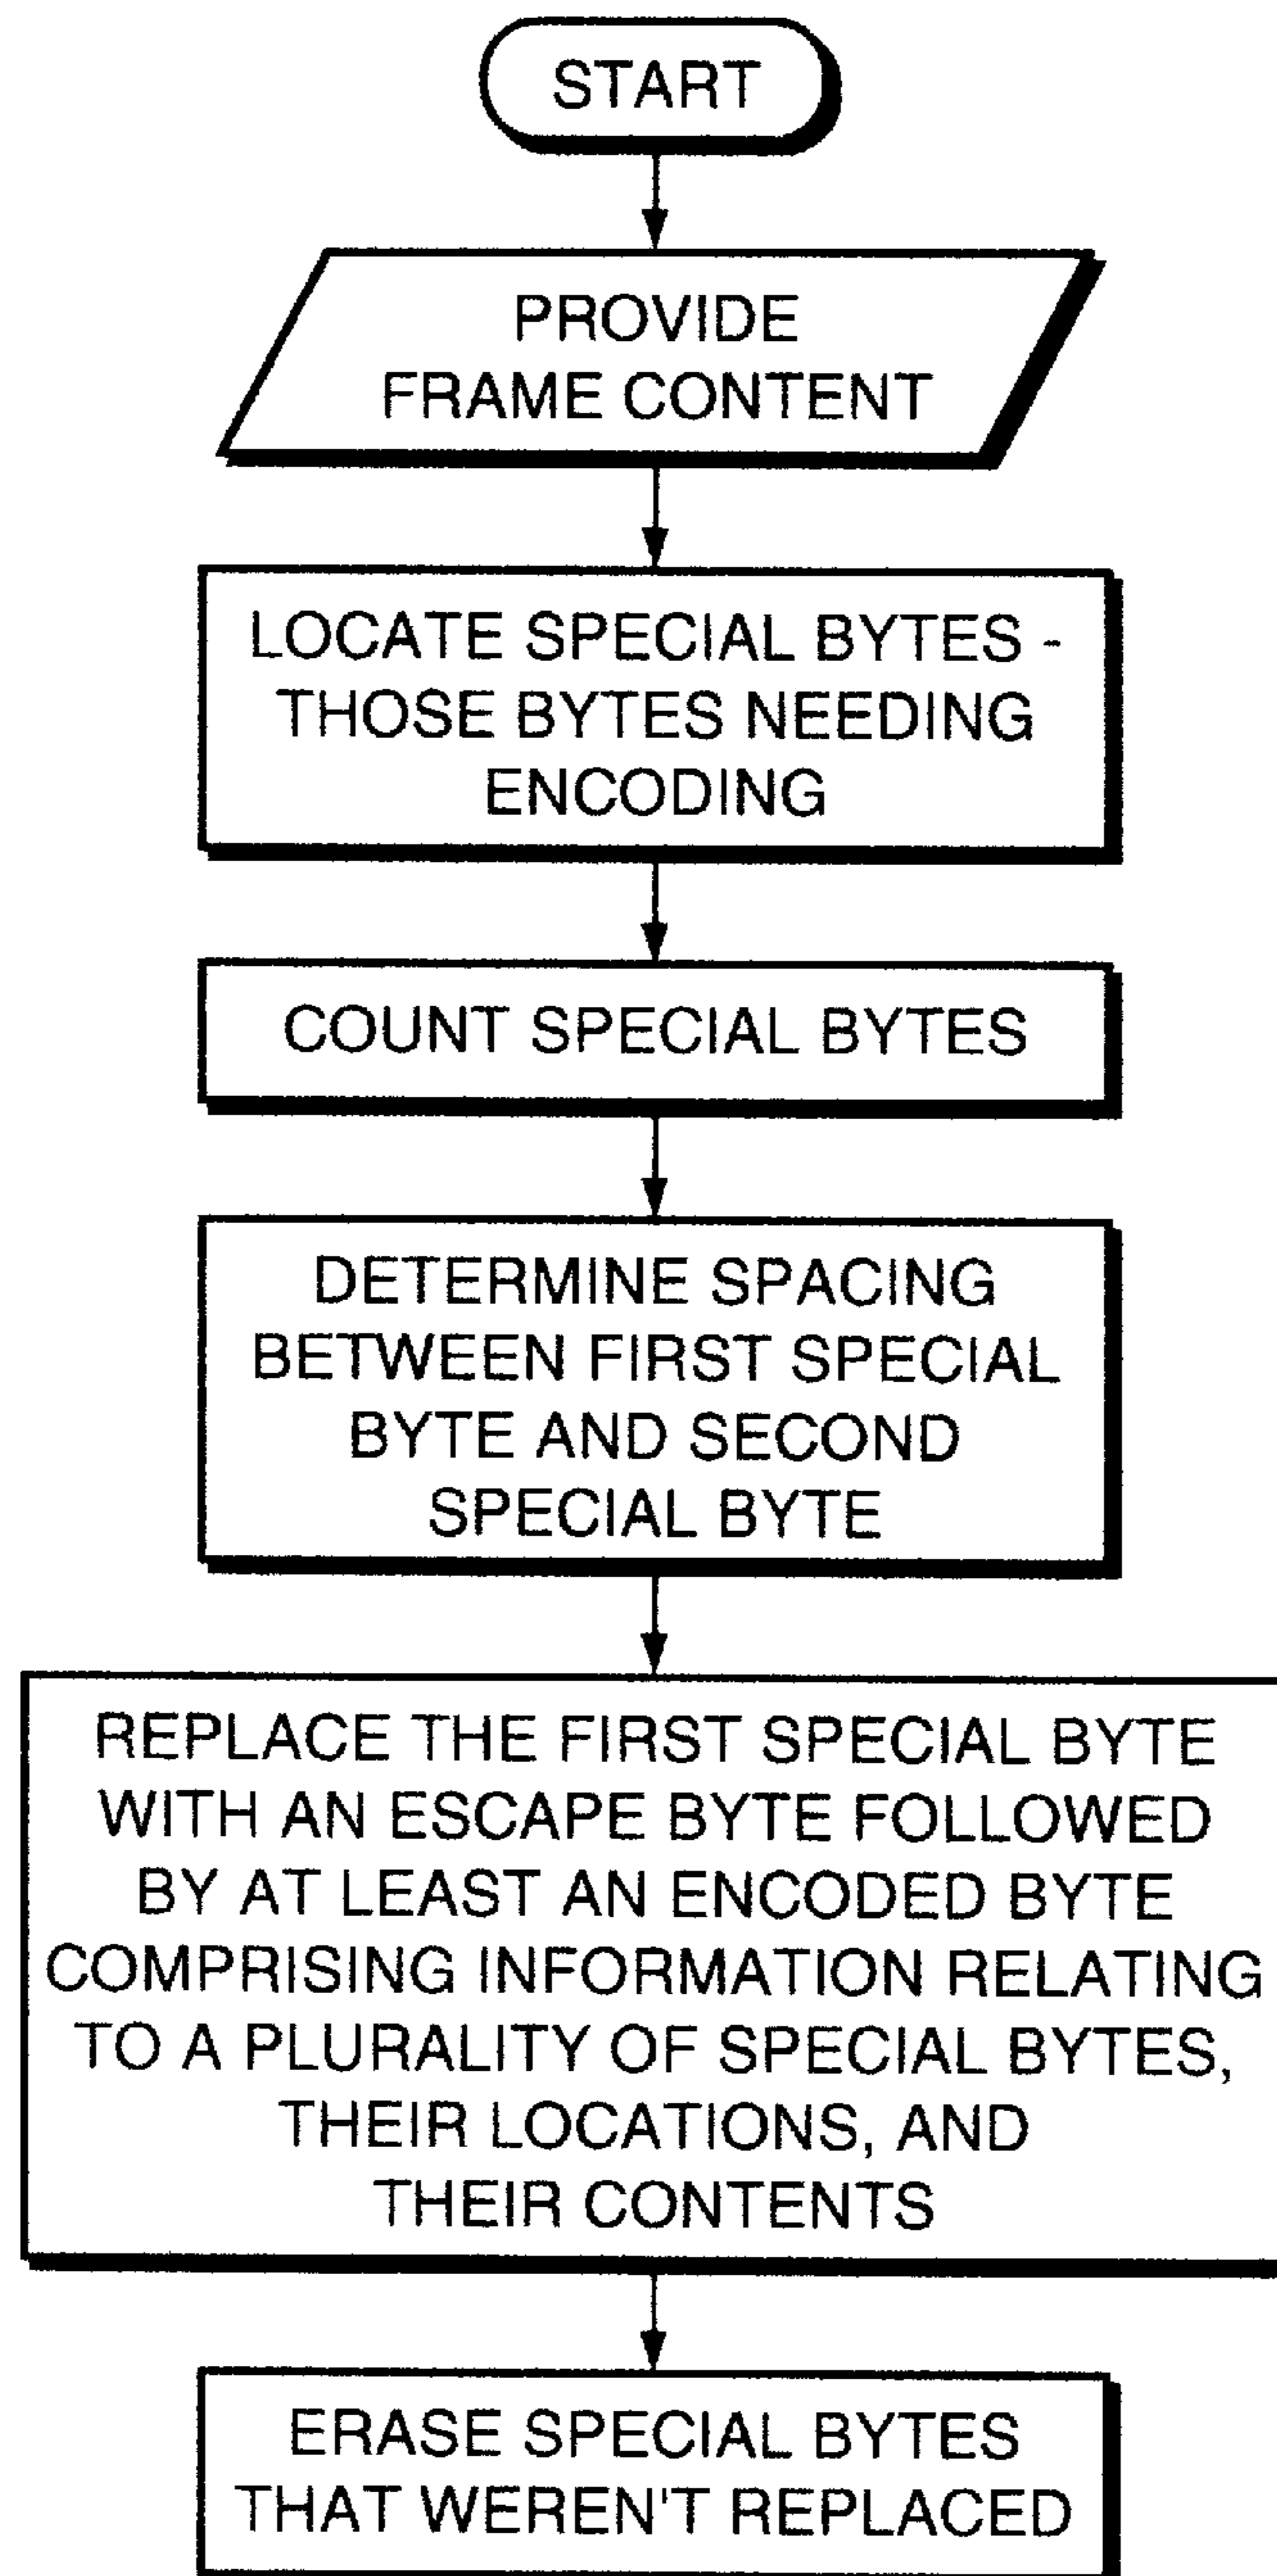 START
PROVIDE
FRAME CONTENT
LOCATE SPECIAL BYTES -
THOSE BYTES NEEDING
ENCODING
COUNT SPECIAL BYTES
DETERMINE SPACING
BETWEEN FIRST SPECIAL
BYTE AND SECOND
SPECIAL BYTE
REPLACE THE FIRST SPECIAL BYTE
WITH AN ESCAPE BYTE FOLLOWED
BY AT LEAST AN ENCODED BYTE
COMPRISING INFORMATION RELATING
TO A PLURALITY OF SPECIAL BYTES,
THEIR LOCATIONS, AND
THEIR CONTENTS
ERASE SPECIAL BYTES
THAT WEREN'T REPLACED